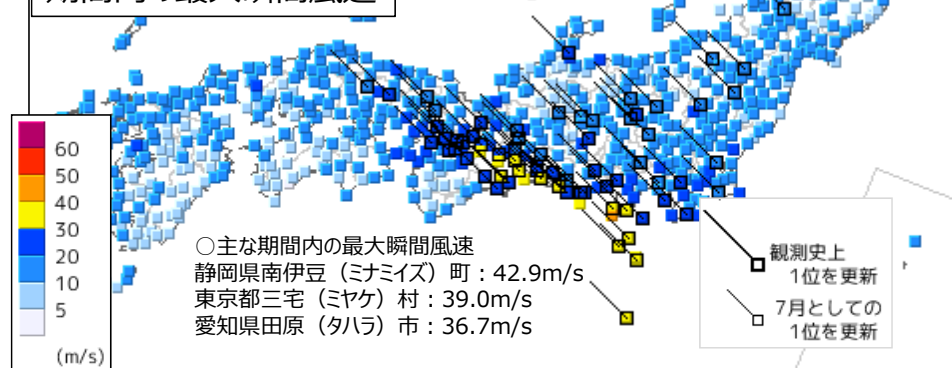 期間内の最大瞬間風速
60
50
40
30
20
10
5
(m/s)
○主な期間内の最大瞬間風速
静岡県南伊豆（ミナミイズ）町：42.9m/s
東京都三宅（ミヤケ）村：39.0m/s
愛知県田原（タハラ）市：36.7m/s
観測史上
1位を更新
7月としての
1位を更新